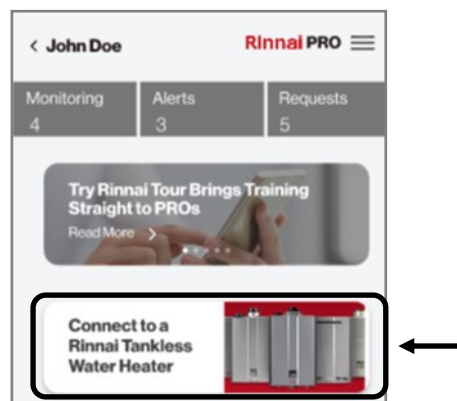 < John Doe RInnai PRO
Monitoring Alerts Requests
4 3 5
Try Rinnai Tour Brings Training
Straight to PROs
Read More >
Connect to a
Rinnai Tankless
Water Heater